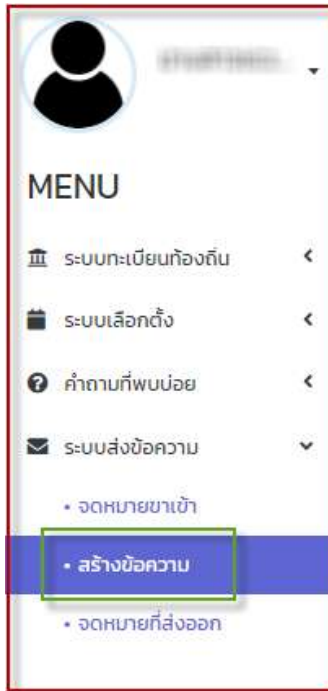 MENU
ระบบทะเบียนท้องถิ่น
ระบบเลือกตั้ง
คำถามที่พบบ่อย
ระบบส่งข้อความ
• จดหมายขาเข้า
• สร้างข้อความ
• จดหมายที่ส่งออก